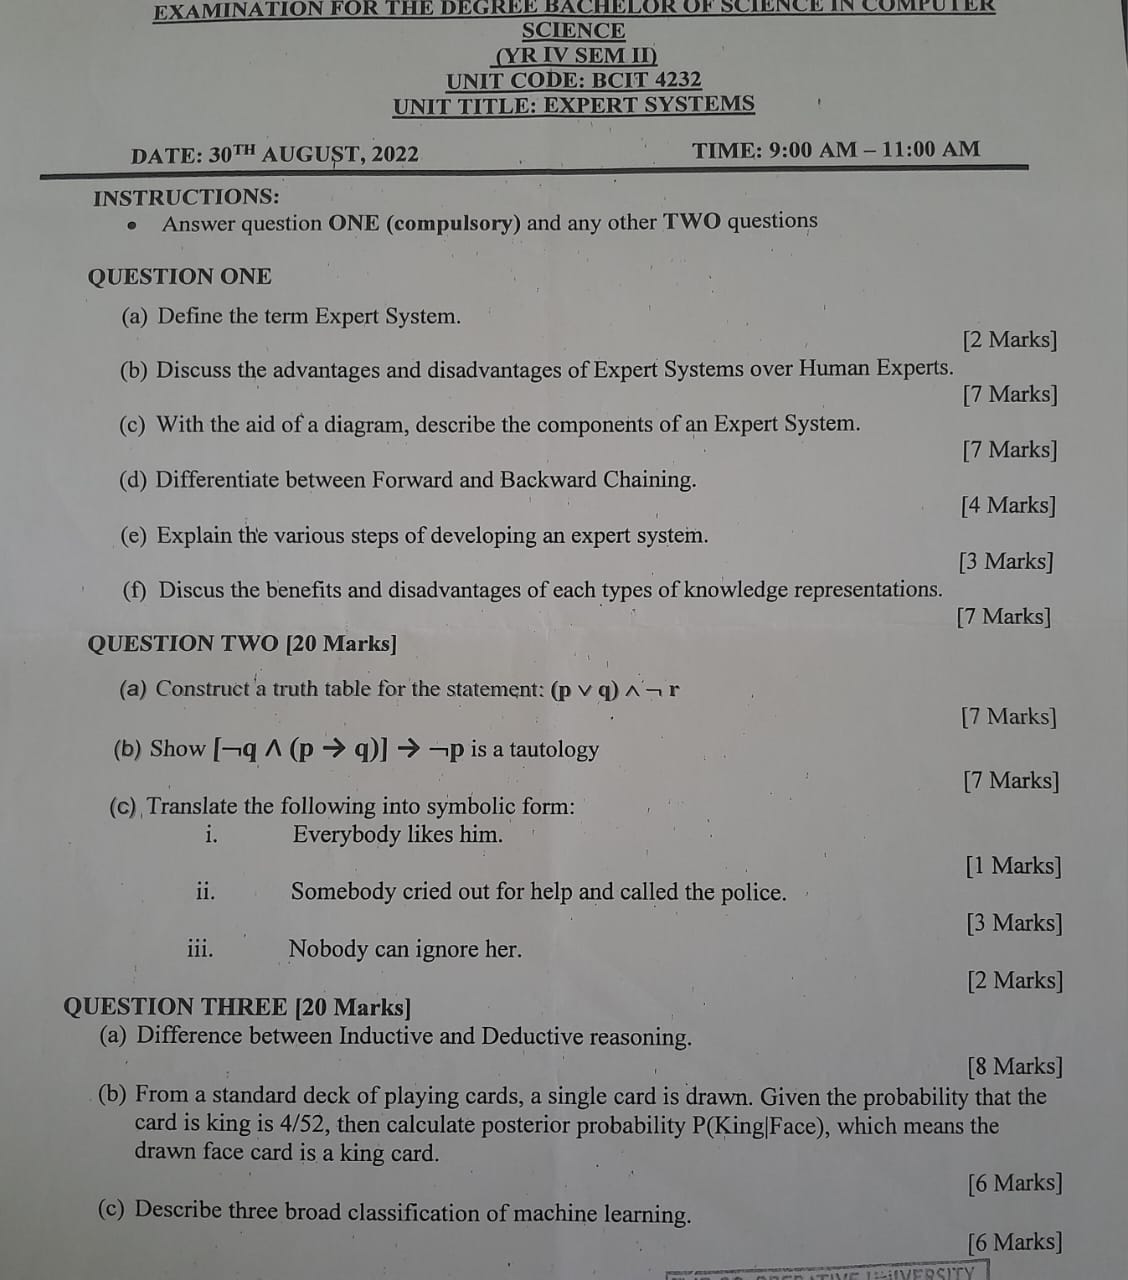 EXAMINATION FOR THE DEGREE BACHELOR OF SCIENCE IN COMPUTER
SCIENCE
(YR IV SEM II)
UNIT CODE: BCIT 4232
UNIT TITLE: EXPERT SYSTEMS
DATE: 30TH AUGUST, 2022 TIME: 9:00 AM – 11:00 AM
INSTRUCTIONS:
• Answer question ONE (compulsory) and any other TWO questions
QUESTION ONE
(a) Define the term Expert System.
[2 Marks]
(b) Discuss the advantages and disadvantages of Expert Systems over Human Experts.
[7 Marks]
(c) With the aid of a diagram, describe the components of an Expert System.
[7 Marks]
(d) Differentiate between Forward and Backward Chaining.
[4 Marks]
(e) Explain the various steps of developing an expert system.
[3 Marks]
(f) Discus the benefits and disadvantages of each types of knowledge representations.
[7 Marks]
QUESTION TWO [20 Marks]
(a) Construct a truth table for the statement: (p ∨ q) ∧ ¬ r
[7 Marks]
(b) Show [¬q ∧ (p → q)] → ¬p is a tautology
[7 Marks]
(c) Translate the following into symbolic form:
i. Everybody likes him.
[1 Marks]
ii. Somebody cried out for help and called the police.
[3 Marks]
iii. Nobody can ignore her.
[2 Marks]
QUESTION THREE [20 Marks]
(a) Difference between Inductive and Deductive reasoning.
[8 Marks]
(b) From a standard deck of playing cards, a single card is drawn. Given the probability that the
card is king is 4/52, then calculate posterior probability P(King|Face), which means the
drawn face card is a king card.
[6 Marks]
(c) Describe three broad classification of machine learning.
[6 Marks]
UNIVERSITY